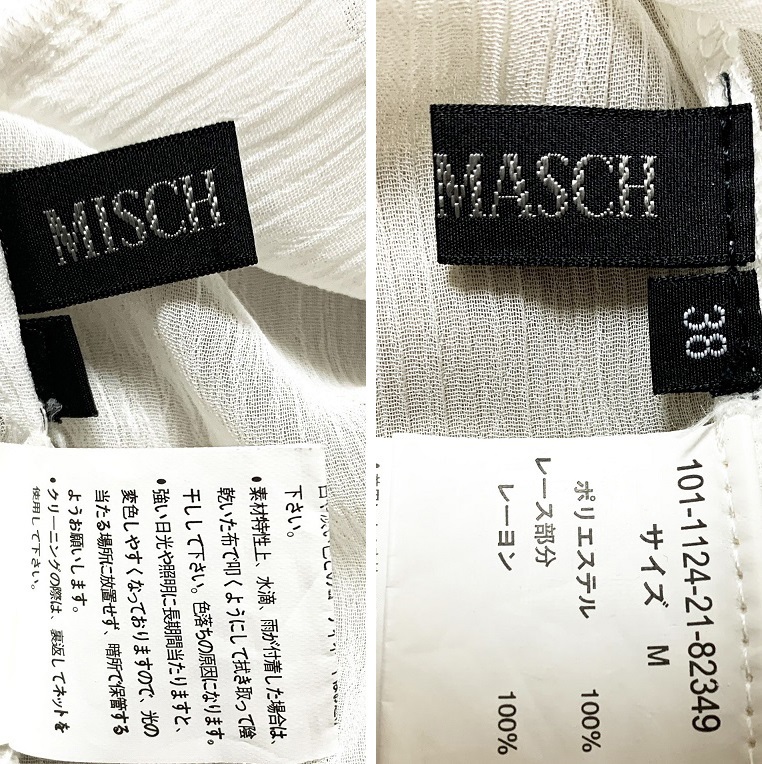 MISCH
下さい。
•素材特性上、水滴、雨が付着した場合は、
乾いた布で叩くようにして拭き取って陰
干しして下さい。色落ちの原因になります。
•強い日光や照明に長期間当たりますと、
変色しやすくなっておりますので、光の
当たる場所に放置せず、暗所で保管する
ようお願いします。
•クリーニングの際は、裏返してネットを
使用して下さい。
MASCH
38
101-1124-21-82349
サイズ M
ポリエステル 100%
レース部分
レーヨン 100%